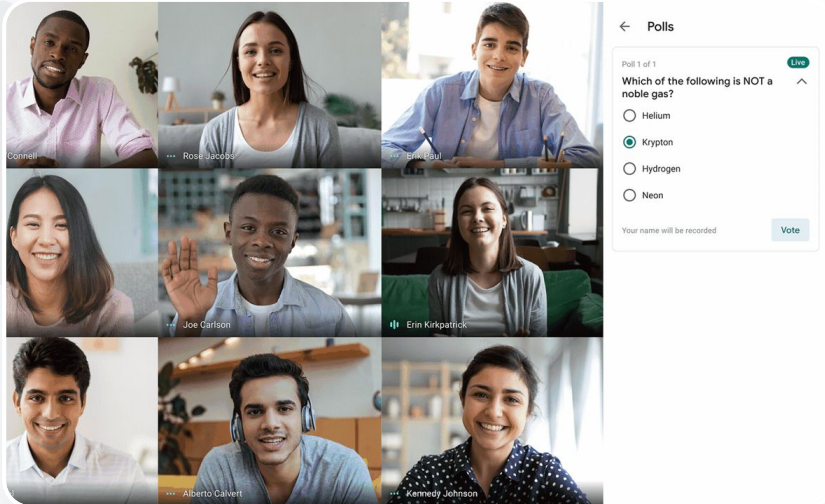 Polls
Poll 1 of 1
Live
Which of the following is NOT a
noble gas?
Helium
Krypton
Hydrogen
Neon
Your name will be recorded
Vote
Connell
Rose Jacobs
Erik Paul
Joe Carlson
Erin Kirkpatrick
Alberto Calvert
Kennedy Johnson